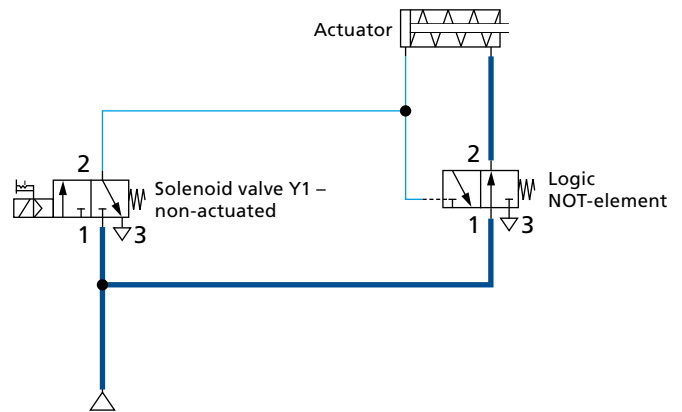 Actuator
2
Solenoid valve Y1 –
non-actuated
1
3
2
Logic
NOT-element
1
3